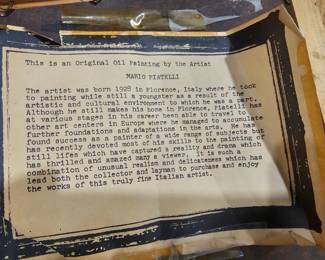 This is an Original Oil Painting by the Artist
MARIO PIATELLI
The artist was born 1928 in Florence, Italy where he took
to painting while still a youngster as a result of the
artistic and cultural environment to which he was a part.
Although he still makes his home in Florence, Piatelli has
at various stages in his career been able to travel to
other art centers in Europe where he managed to accumulate
further foundations and adaptations in the arts. He has
found success as a painter of a wide range of subjects but
has recently devoted most of his skills to the painting of
still lifes which have captured a reality and drama which
has thrilled and amazed many a viewer. It is such a
combination of unusual realism and delicateness which has
lead both the collector and layman to purchase and enjoy
the works of this truly fine Italian artist.